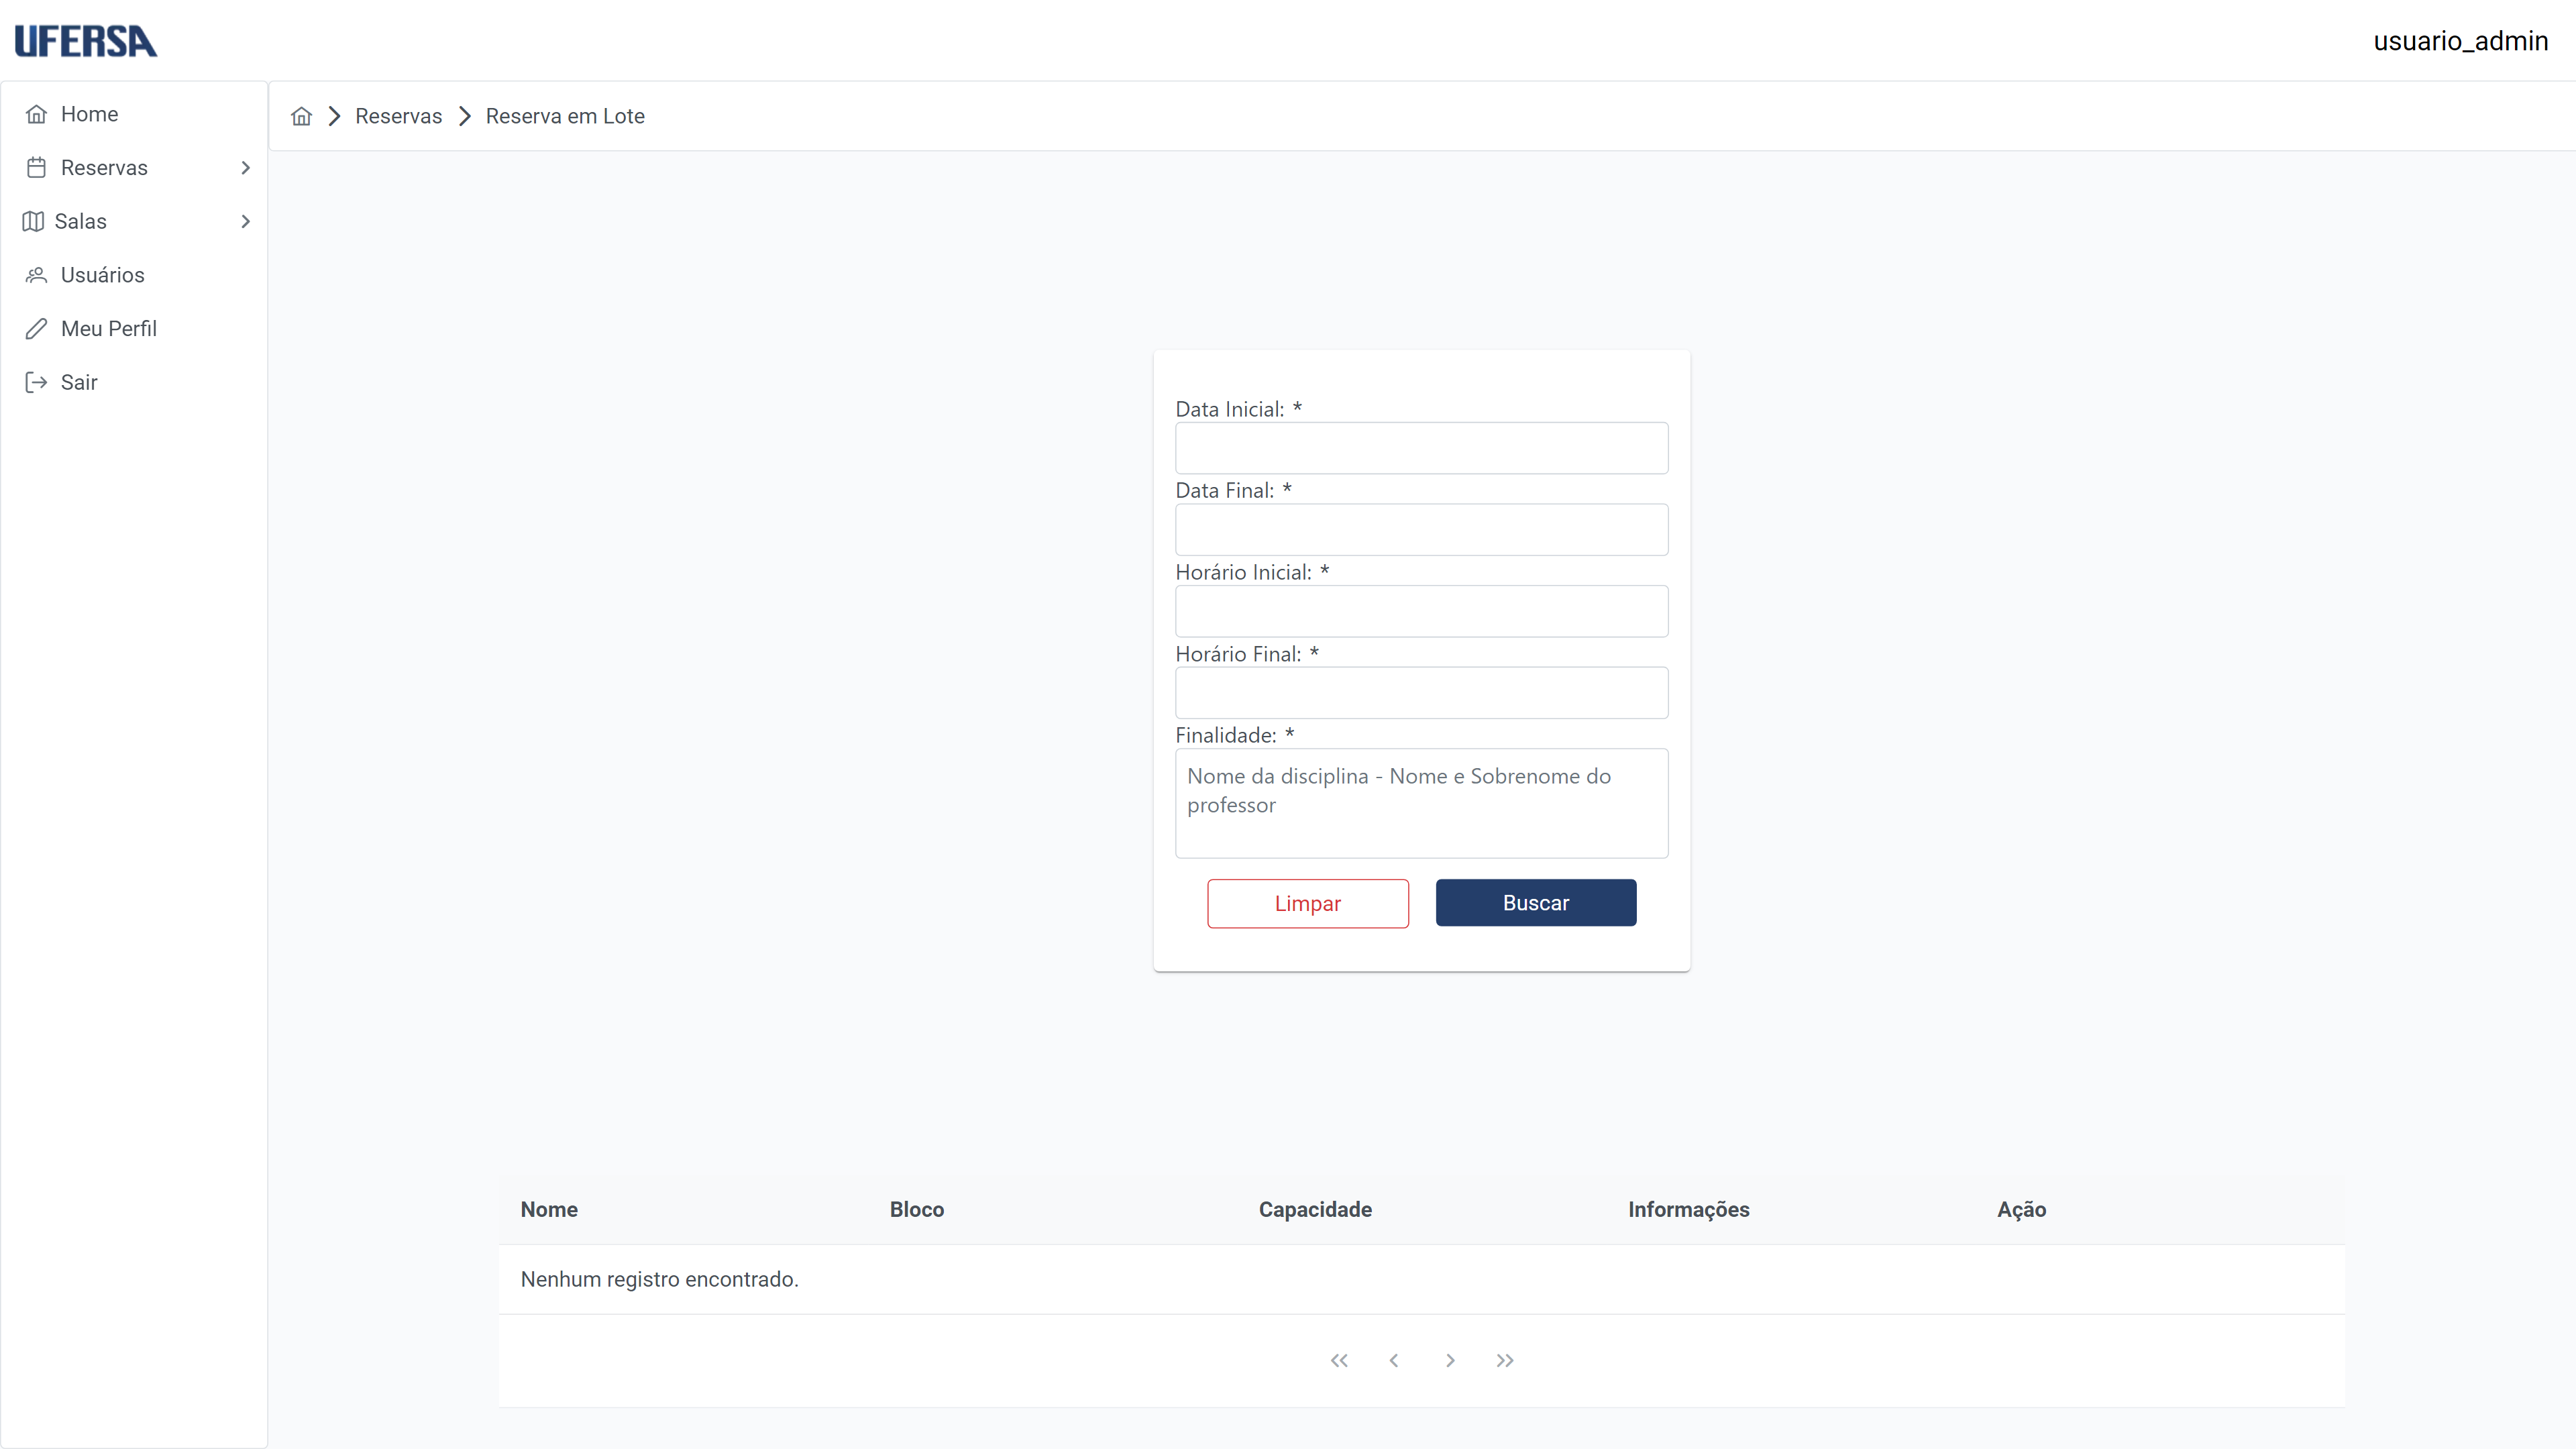 UFERSA
usuario_admin
Home
Reservas
Salas
Usuários
Meu Perfil
Sair
Reservas
Reserva em Lote
Data Inicial: *
Data Final: *
Horário Inicial: *
Horário Final: *
Finalidade: *
Nome da disciplina - Nome e Sobrenome do
professor
Limpar
Buscar
Nome Bloco Capacidade Informações Ação
Nenhum registro encontrado.